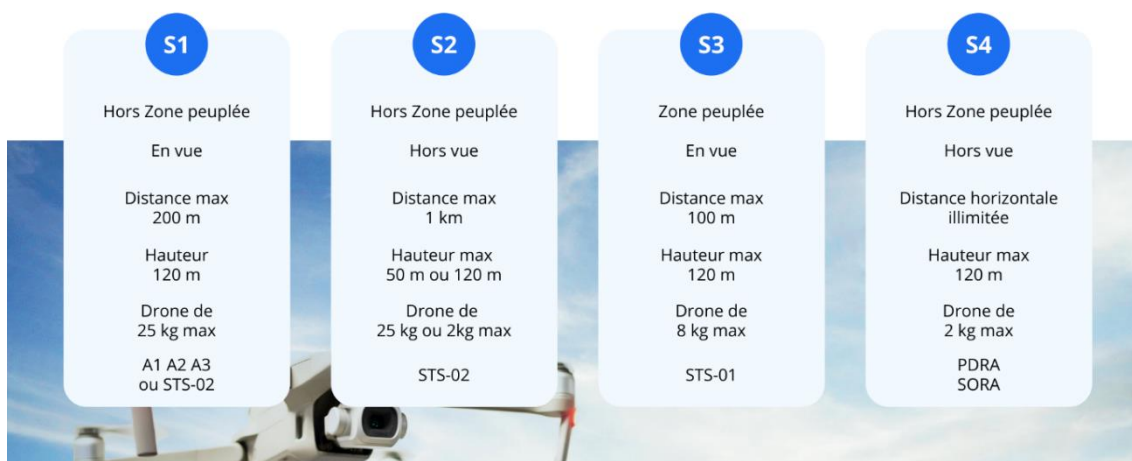 S1
Hors Zone peuplée
En vue
Distance max
200 m
Hauteur
120 m
Drone de
25 kg max
A1 A2 A3
ou STS-02
S2
Hors Zone peuplée
Hors vue
Distance max
1 km
Hauteur max
50 m ou 120 m
Drone de
25 kg ou 2kg max
STS-02
S3
Zone peuplée
En vue
Distance max
100 m
Hauteur max
120 m
Drone de
8 kg max
STS-01
S4
Hors Zone peuplée
Hors vue
Distance horizontale
illimitée
Hauteur max
120 m
Drone de
2 kg max
PDRA
SORA